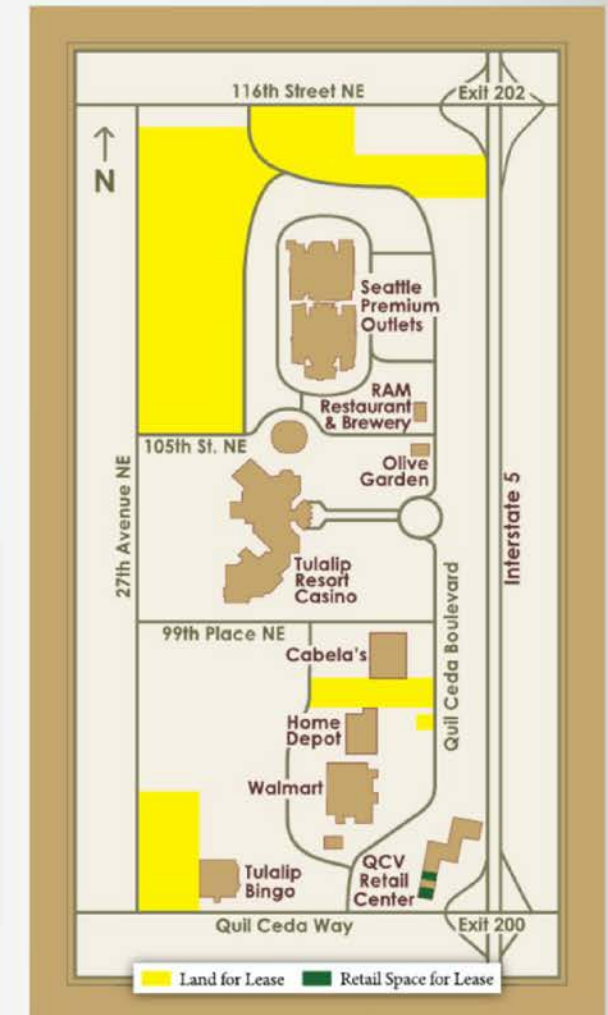 116th Street NE
Exit 202
N
Seattle
Premium
Outlets
RAM
Restaurant
& Brewery
105th St. NE
Olive
Garden
27th Avenue NE
Interstate 5
Tulalip
Resort
Casino
99th Place NE
Quil Ceda Boulevard
Cabela's
Home
Depot
Walmart
QCV
Retail
Center
Tulalip
Bingo
Quil Ceda Way
Exit 200
Land for Lease
Retail Space for Lease